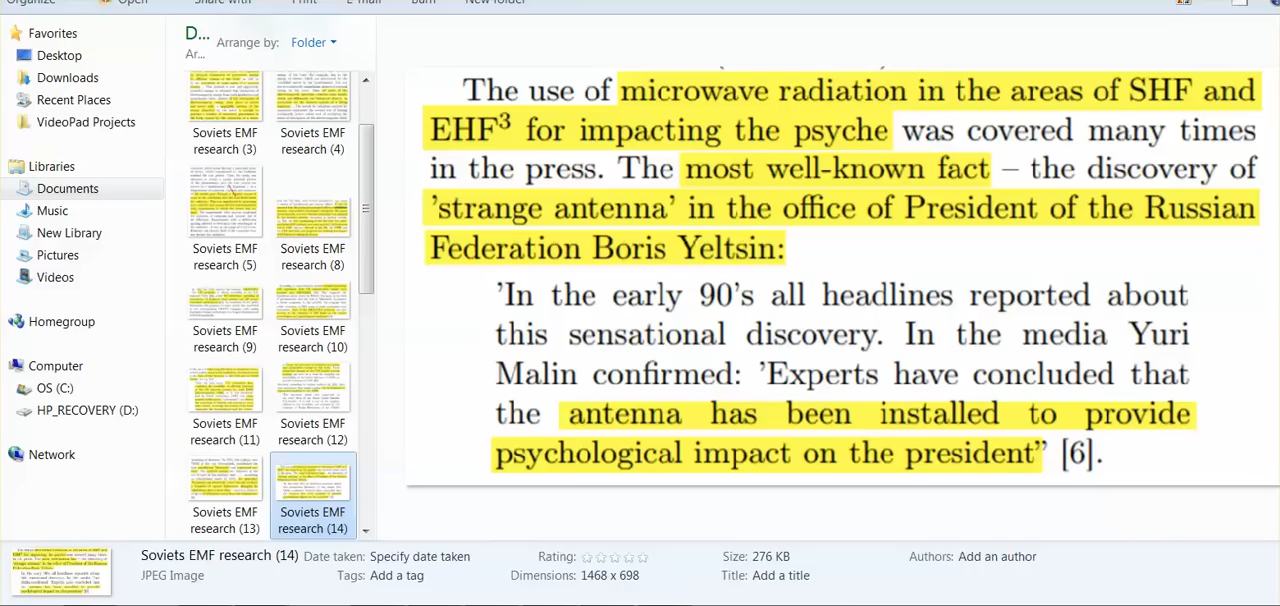 Organize
Open
Share with
Print
E-mail
Burn
New folder
Favorites
Desktop
Downloads
Recent Places
VideoPad Projects
Libraries
Documents
Music
New Library
Pictures
Videos
Homegroup
Computer
OS (C:)
HP_RECOVERY (D:)
Network
D...
Ar...
Arrange by: Folder
Soviets EMF research (3)
Soviets EMF research (4)
Soviets EMF research (5)
Soviets EMF research (8)
Soviets EMF research (9)
Soviets EMF research (10)
Soviets EMF research (11)
Soviets EMF research (12)
Soviets EMF research (13)
Soviets EMF research (14)
The use of microwave radiation in the areas of SHF and
EHF³ for impacting the psyche was covered many times
in the press. The most well-known fact – the discovery of
'strange antenna' in the office of President of the Russian
Federation Boris Yeltsin:
'In the early 90's all headlines reported about
this sensational discovery. In the media Yuri
Malin confirmed: 'Experts have concluded that
the antenna has been installed to provide
psychological impact on the president" [6].
Soviets EMF research (14) Date taken: Specify date taken Rating: Size: 276 KB Authors: Add an author
JPEG Image Tags: Add a tag Dimensions: 1468 x 698 Title: Add a title